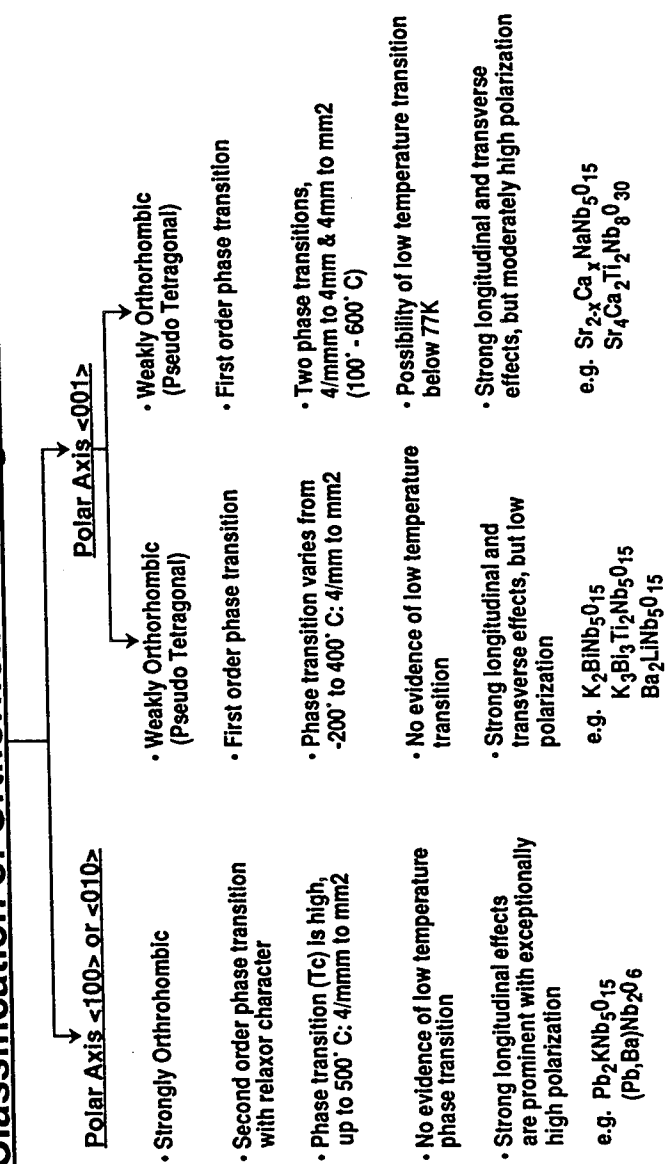 Polar Axis <100> or <010>
• Strongly Orthrohombic
• Second order phase transition
with relaxor character
• Phase transition (Tc) is high,
up to 500° C: 4/mmm to mm2
• No evidence of low temperature
phase transition
• Strong longitudinal effects
are prominent with exceptionally
high polarization
e.g. Pb2KNb5O15
(Pb,Ba)Nb2O6
Polar Axis <001>
• Weakly Orthorhombic
(Pseudo Tetragonal)
• First order phase transition
• Phase transition varies from
-200° to 400° C: 4/mm to mm2
• No evidence of low temperature
transition
• Strong longitudinal and
transverse effects, but low
polarization
e.g. K2BiNb5O15
K3Bi3Ti2Nb5O15
Ba2LiNb5O15
• Weakly Orthorhombic
(Pseudo Tetragonal)
• First order phase transition
• Two phase transitions,
4/mmm to 4mm & 4mm to mm2
(100° - 600° C)
• Possibility of low temperature transition
below 77K
• Strong longitudinal and transverse
effects, but moderately high polarization
e.g. Sr2-xCaxNaNb5O15
Sr4Ca2Ti2Nb8O30